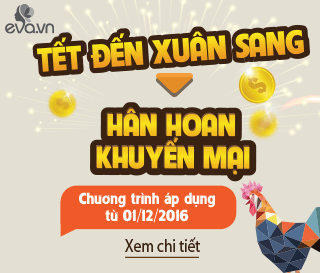 eva.vn
TẾT ĐẾN XUÂN SANG
HÂN HOAN
KHUYẾN MẠI
Chương trình áp dụng
từ 01/12/2016
Xem chi tiết